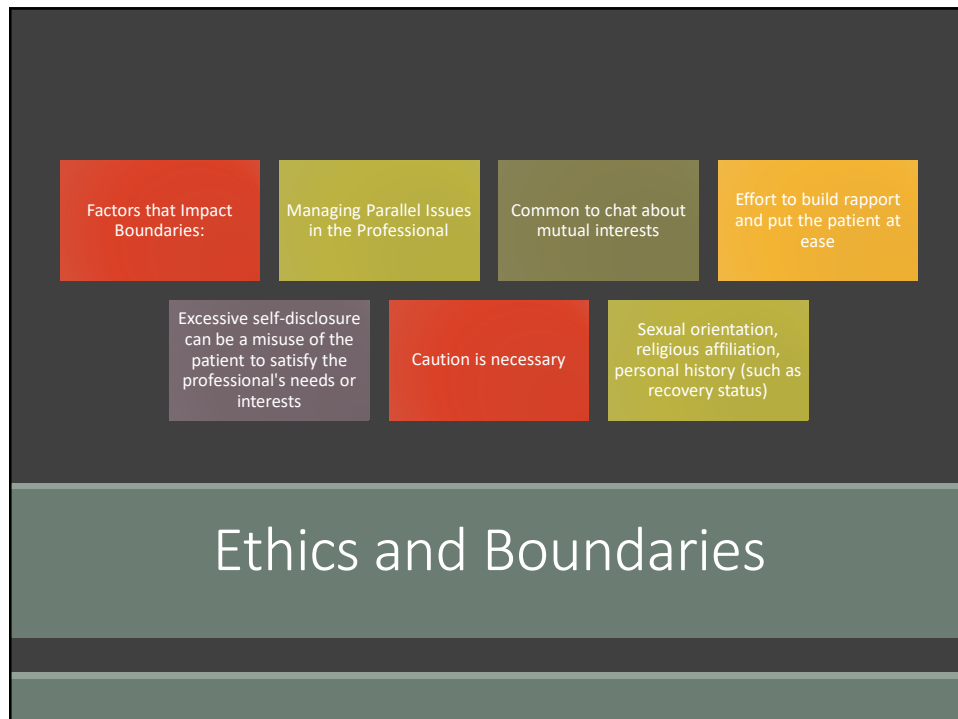 Factors that Impact
Boundaries:
Managing Parallel Issues
in the Professional
Common to chat about
mutual interests
Effort to build rapport
and put the patient at
ease
Excessive self-disclosure
can be a misuse of the
patient to satisfy the
professional's needs or
interests
Caution is necessary
Sexual orientation,
religious affiliation,
personal history (such as
recovery status)
Ethics and Boundaries